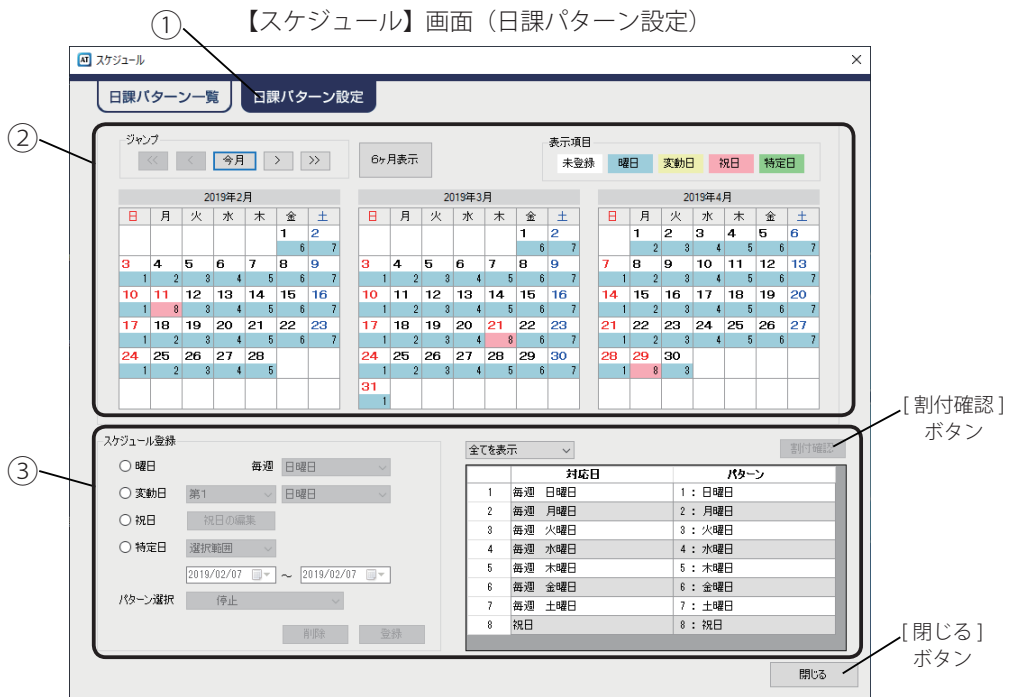 【スケジュール】画面（日課パターン設定）
①
AT スケジュール ×
日課パターン一覧 日課パターン設定
②
ジャンプ
<< < 今月 > >>
6ヶ月表示
表示項目
未登録 曜日 変動日 祝日 特定日
2019年2月
日 月 火 水 木 金 土
1 2
6 7
3 4 5 6 7 8 9
1 2 3 4 5 6 7
10 11 12 13 14 15 16
1 8 3 4 5 6 7
17 18 19 20 21 22 23
1 2 3 4 5 6 7
24 25 26 27 28
1 2 3 4 5
2019年3月
日 月 火 水 木 金 土
1 2
6 7
3 4 5 6 7 8 9
1 2 3 4 5 6 7
10 11 12 13 14 15 16
1 2 3 4 5 6 7
17 18 19 20 21 22 23
1 2 3 4 8 6 7
24 25 26 27 28 29 30
1 2 3 4 5 6 7
31
1
2019年4月
日 月 火 水 木 金 土
1 2 3 4 5 6
2 3 4 5 6 7
7 8 9 10 11 12 13
1 2 3 4 5 6 7
14 15 16 17 18 19 20
1 2 3 4 5 6 7
21 22 23 24 25 26 27
1 2 3 4 5 6 7
28 29 30
1 8 3
③
スケジュール登録
曜日 毎週 日曜日
変動日 第1 日曜日
祝日 祝日の編集
特定日 選択範囲
2019/02/07 ～ 2019/02/07
パターン選択 停止
削除 登録
全てを表示 割付確認
対応日 パターン
1 毎週 日曜日 1 : 日曜日
2 毎週 月曜日 2 : 月曜日
3 毎週 火曜日 3 : 火曜日
4 毎週 水曜日 4 : 水曜日
5 毎週 木曜日 5 : 木曜日
6 毎週 金曜日 6 : 金曜日
7 毎週 土曜日 7 : 土曜日
8 祝日 8 : 祝日
閉じる
[ 割付確認 ]
ボタン
[ 閉じる ]
ボタン